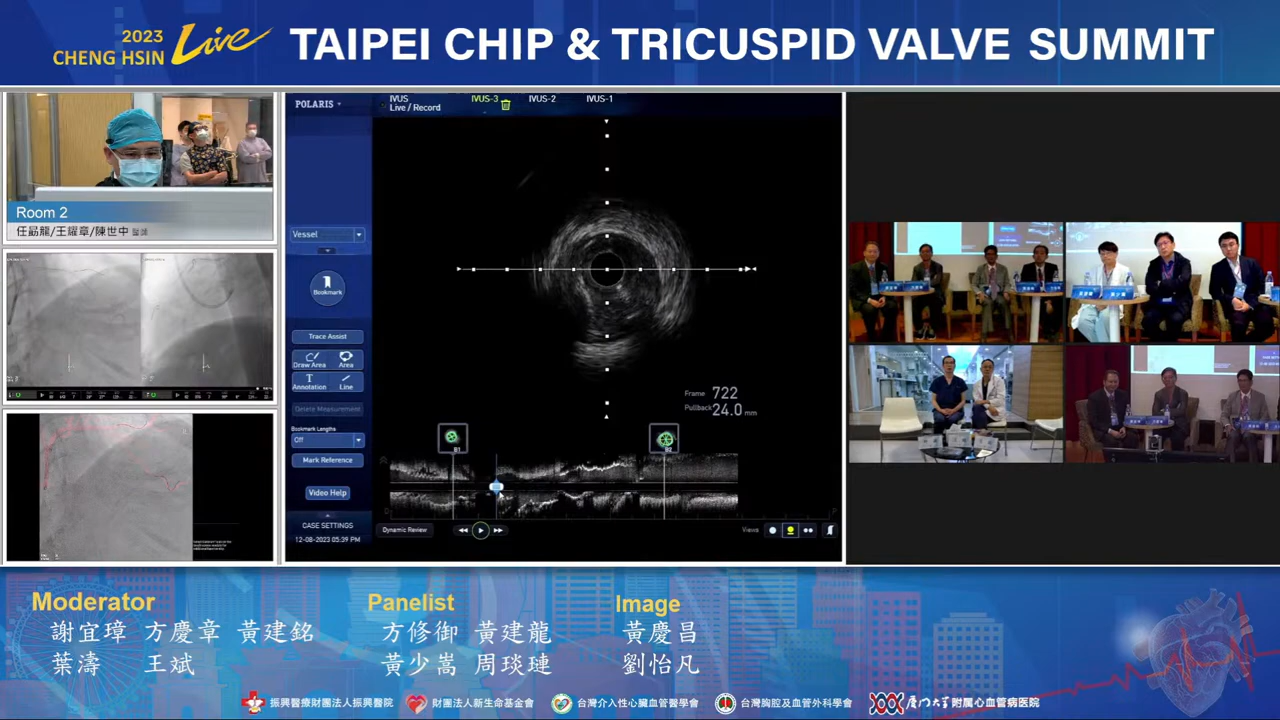 2023
CHENG HSIN Live
TAIPEI CHIP & TRICUSPID VALVE SUMMIT
Room 2
任勗龍/王耀章/陳世中 醫師
POLARIS
IVUS
Live / Record
IVUS-3
IVUS-2
IVUS-1
Vessel
Bookmark
Trace Assist
Draw Area
Area
Annotation
Line
Delete Measurement
Bookmark Lengths
Off
Mark Reference
Video Help
CASE SETTINGS
12-08-2023 05:39 PM
Frame 722
Pullback 24.0 mm
B1
B2
Dynamic Review
Views
Moderator
謝宜璋 方慶章 黃建銘
葉濤 王斌
Panelist
方修御 黃建龍
黃少嵩 周琰璉
Image
黃慶昌
劉怡凡
振興醫療財團法人振興醫院
財團法人新生命基金會
台灣介入性心臟血管醫學會
台灣胸腔及血管外科學會
厦门大学附属心血管病医院